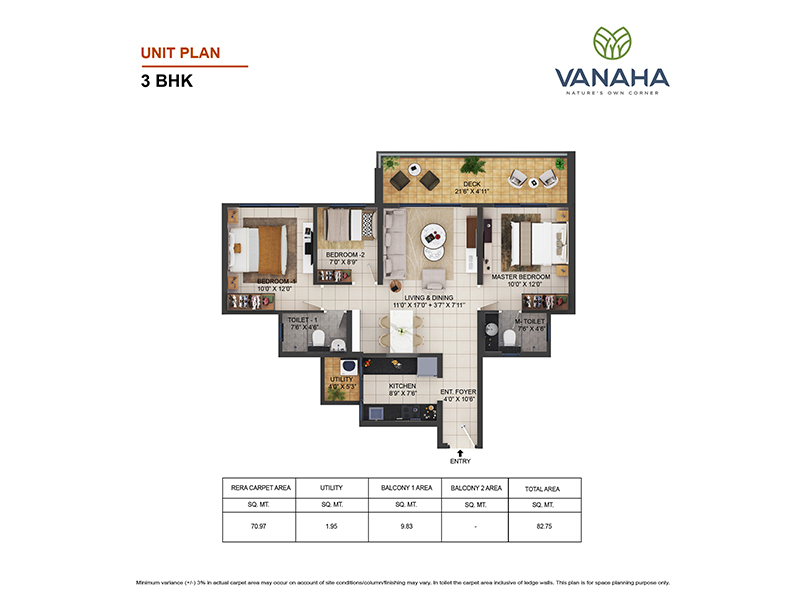 UNIT PLAN
3 BHK
VANAHA
NATURE'S OWN CORNER
DECK
21'6" X 4'11"
BEDROOM -2
7'0" X 8'9"
BEDROOM -1
10'0" X 12'0"
MASTER BEDROOM
10'0" X 12'0"
LIVING & DINING
11'0" X 17'0" + 3'7" X 7'11"
TOILET - 1
7'6" X 4'6"
M- TOILET
7'6" X 4'6"
UTILITY
4'0" X 5'3"
KITCHEN
8'9" X 7'6"
ENT. FOYER
4'0" X 10'6"
ENTRY
RERA CARPET AREA UTILITY BALCONY 1 AREA BALCONY 2 AREA TOTAL AREA
SQ. MT. SQ. MT. SQ. MT. SQ. MT. SQ. MT.
70.97 1.95 9.83 - 82.75
Minimum variance (+/-) 3% in actual carpet area may occur on account of site conditions/column/finishing may vary. In toilet the carpet area inclusive of ledge walls. This plan is for space planning purpose only.